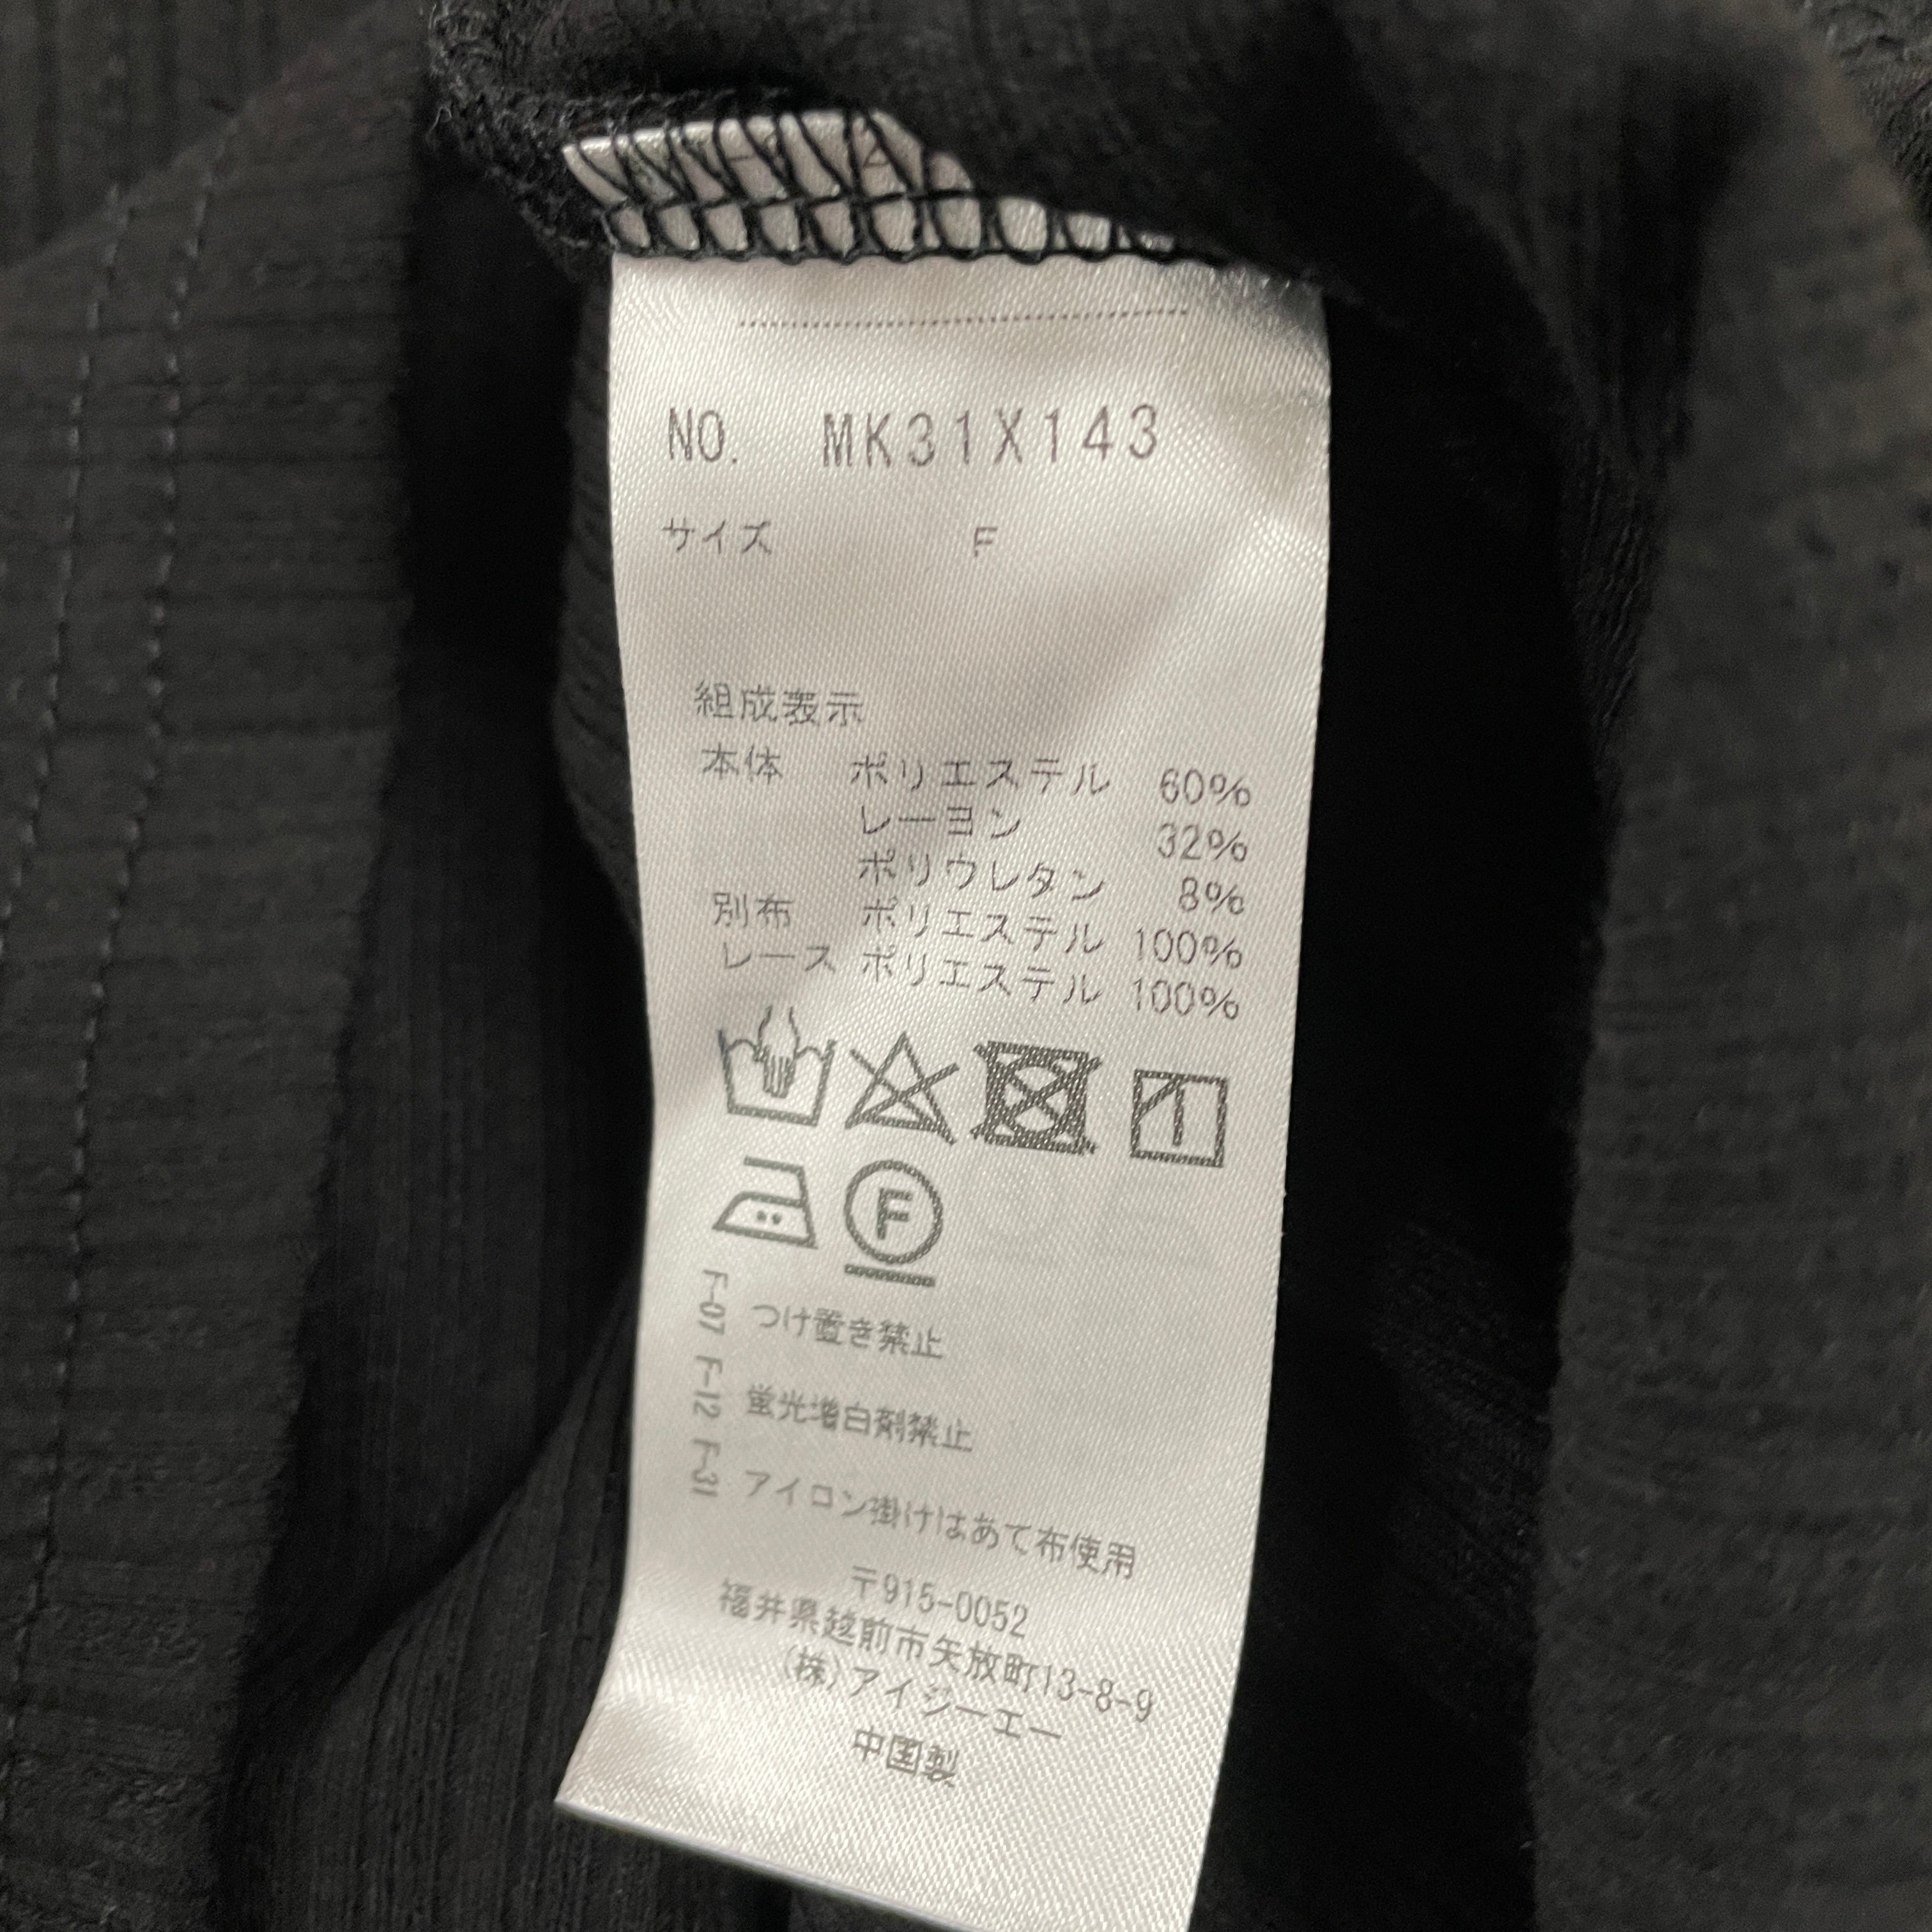 NO. MK31X143
サイズ F
組成表示
本体 ポリエステル 60%
レーヨン 32%
ポリウレタン 8%
別布 ポリエステル 100%
レース ポリエステル 100%
F
F-07 つけ置き禁止
F-12 蛍光増白剤禁止
F-31 アイロン掛けはあて布使用
〒915-0052
福井県越前市矢放町13-8-9
(株)アイジーエー
中国製